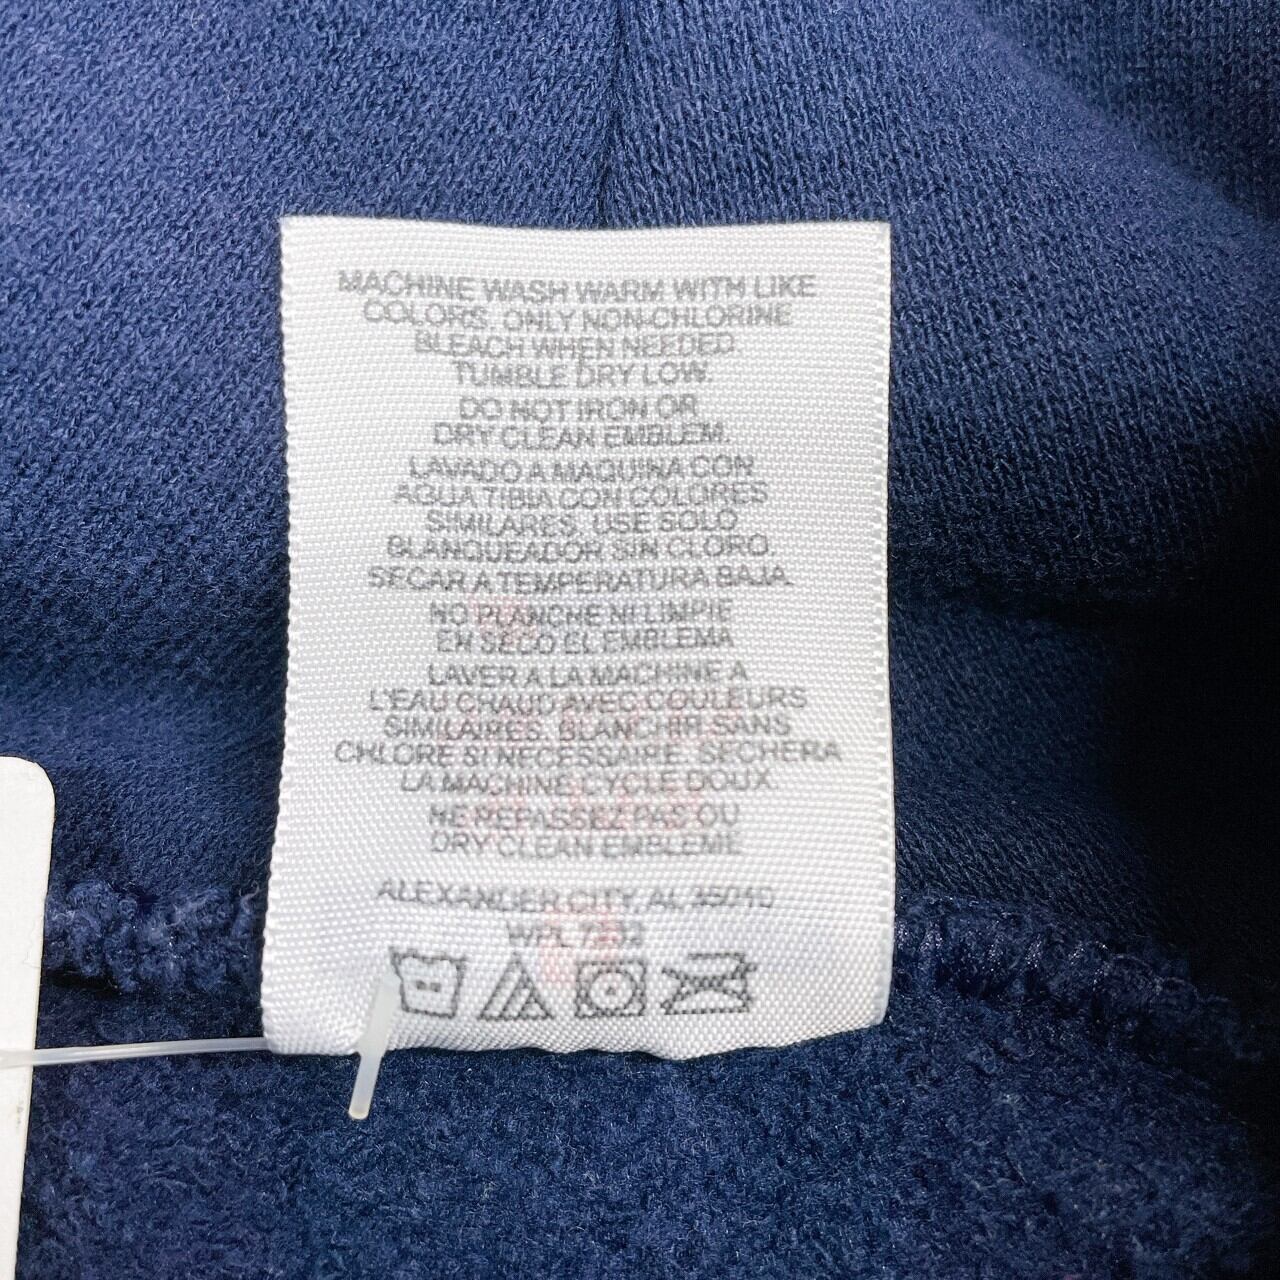 MACHINE WASH WARM WITH LIKE
COLORS. ONLY NON-CHLORINE
BLEACH WHEN NEEDED.
TUMBLE DRY LOW.
DO NOT IRON OR
DRY CLEAN EMBLEM.
LAVADO A MAQUINA CON
AGUA TIBIA CON COLORES
SIMILARES. USE SOLO
BLANQUEADOR SIN CLORO.
SECAR A TEMPERATURA BAJA.
NO PLANCHE NI LIMPIE
EN SECO EL EMBLEMA
LAVER A LA MACHINE A
L'EAU CHAUD AVEC COULEURS
SIMILAIRES. BLANCHIR SANS
CHLORE SI NECESSAIRE. SECHER A
LA MACHINE CYCLE DOUX.
NE REPASSEZ PAS OU
DRY CLEAN EMBLEME
ALEXANDER CITY, AL 35010
WPL